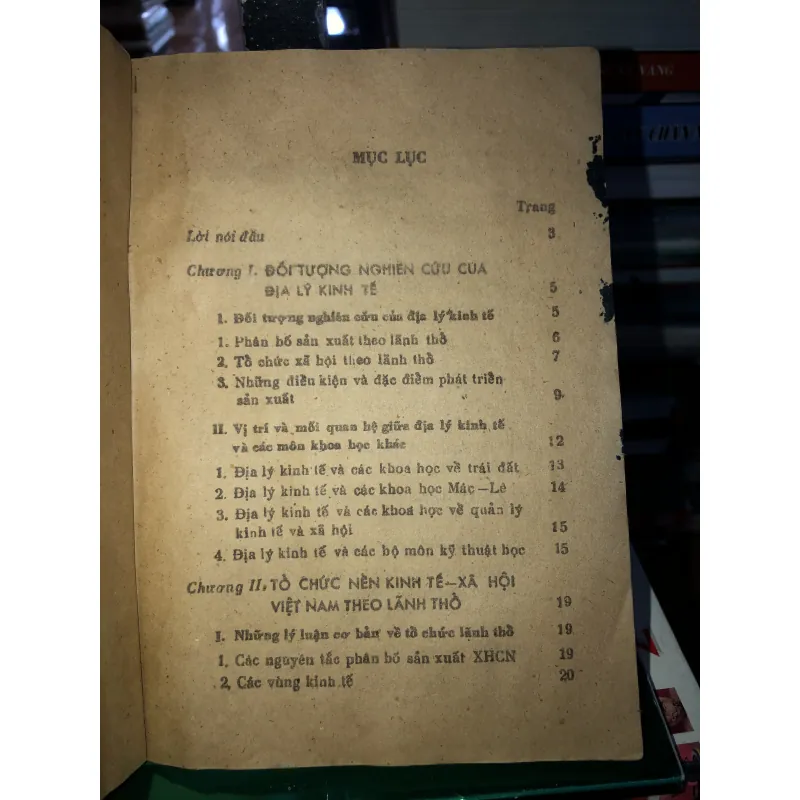 MỤC LỤC
Trang
Lời nói đầu 3
Chương I. ĐỐI TƯỢNG NGHIÊN CỨU CỦA
ĐỊA LÝ KINH TẾ 5
I. Đối tượng nghiên cứu của địa lý kinh tế 5
1. Phân bố sản xuất theo lãnh thổ 6
2. Tổ chức xã hội theo lãnh thổ 7
3. Những điều kiện và đặc điểm phát triển
sản xuất 9
II. Vị trí và mối quan hệ giữa địa lý kinh tế
và các môn khoa học khác 12
1. Địa lý kinh tế và các khoa học về trái đất 13
2. Địa lý kinh tế và các khoa học Mác-Lê 14
3. Địa lý kinh tế và các khoa học về quản lý
kinh tế và xã hội 15
4. Địa lý kinh tế và các bộ môn kỹ thuật học 15
Chương II. TỔ CHỨC NỀN KINH TẾ-XÃ HỘI
VIỆT NAM THEO LÃNH THỔ 19
I. Những lý luận cơ bản về tổ chức lãnh thổ 19
1. Các nguyên tắc phân bố sản xuất XHCN 19
2. Các vùng kinh tế 20